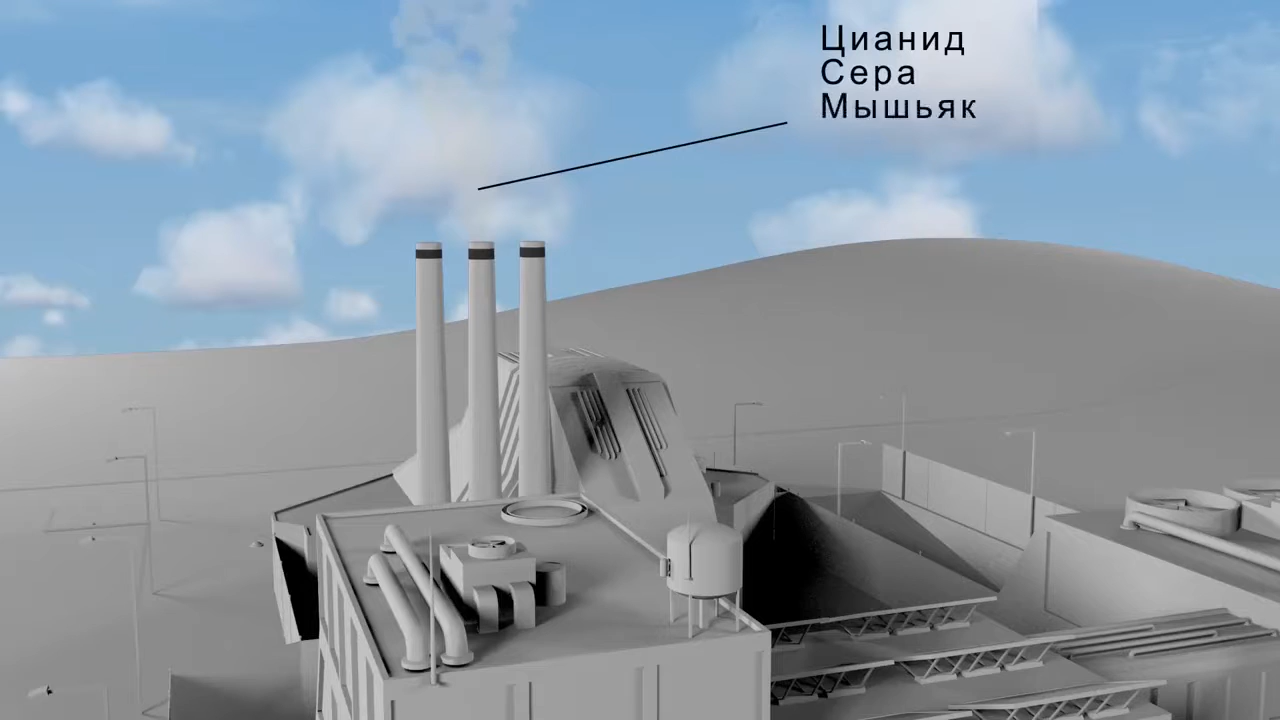 Цианид
Сера
Мышьяк